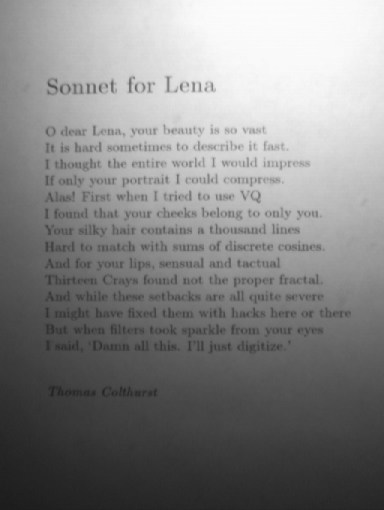 Sonnet for Lena
O dear Lena, your beauty is so vast
It is hard sometimes to describe it fast.
I thought the entire world I would impress
If only your portrait I could compress.
Alas! First when I tried to use VQ
I found that your cheeks belong to only you.
Your silky hair contains a thousand lines
Hard to match with sums of discrete cosines.
And for your lips, sensual and tactual
Thirteen Crays found not the proper fractal.
And while these setbacks are all quite severe
I might have fixed them with hacks here or there
But when filters took sparkle from your eyes
I said, 'Damn all this. I'll just digitize.'
Thomas Colthurst